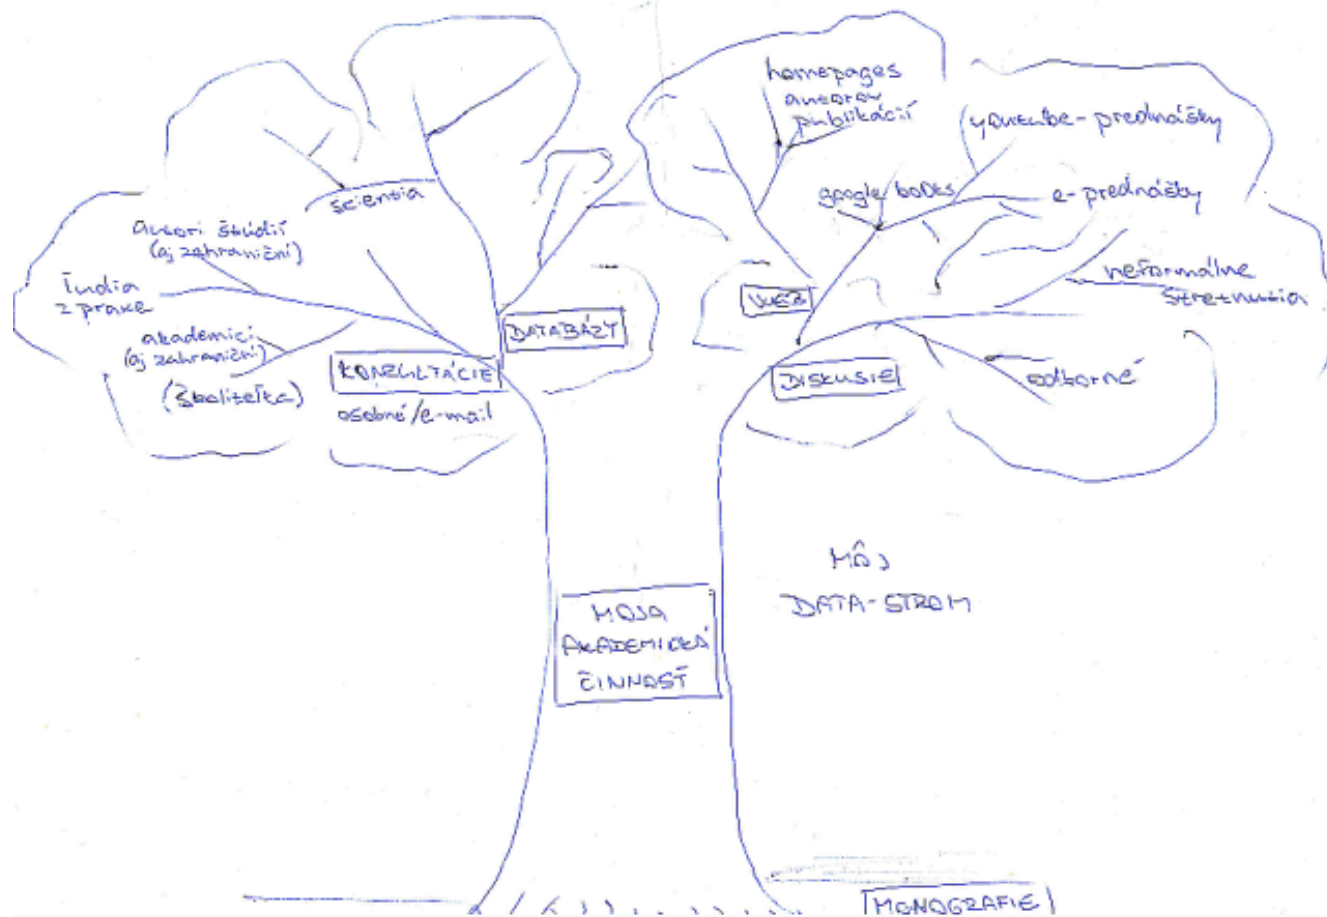 homepages
autorov
publikácií
youtube - prednášky
google books
e-prednášky
scientia
autori štúdií
(aj zahraniční)
ľudia
z praxe
neformálne
stretnutia
WEB
DATABÁZY
akademici
(aj zahraniční)
KONZULTÁCIE
DISKUSIE
odborné
(školiteľka)
osobné/e-mail
MÔJ
DATA-STROM
MOJA
AKADEMICKÁ
ČINNOSŤ
MONOGRAFIE